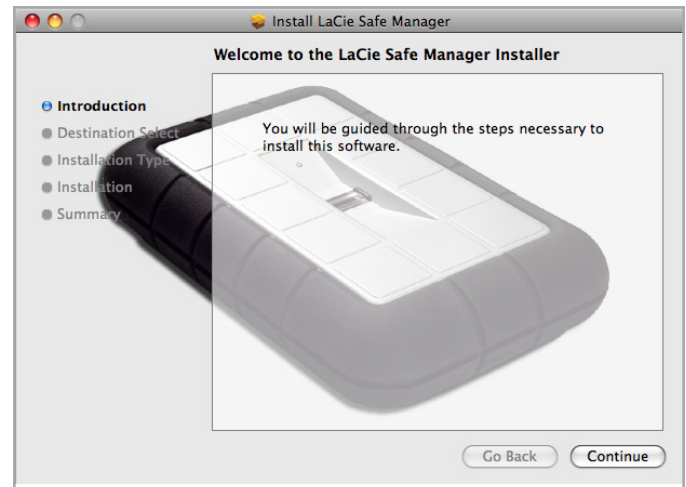 Install LaCie Safe Manager
Welcome to the LaCie Safe Manager Installer
Introduction
Destination Select
Installation Type
Installation
Summary
You will be guided through the steps necessary to
install this software.
Go Back
Continue